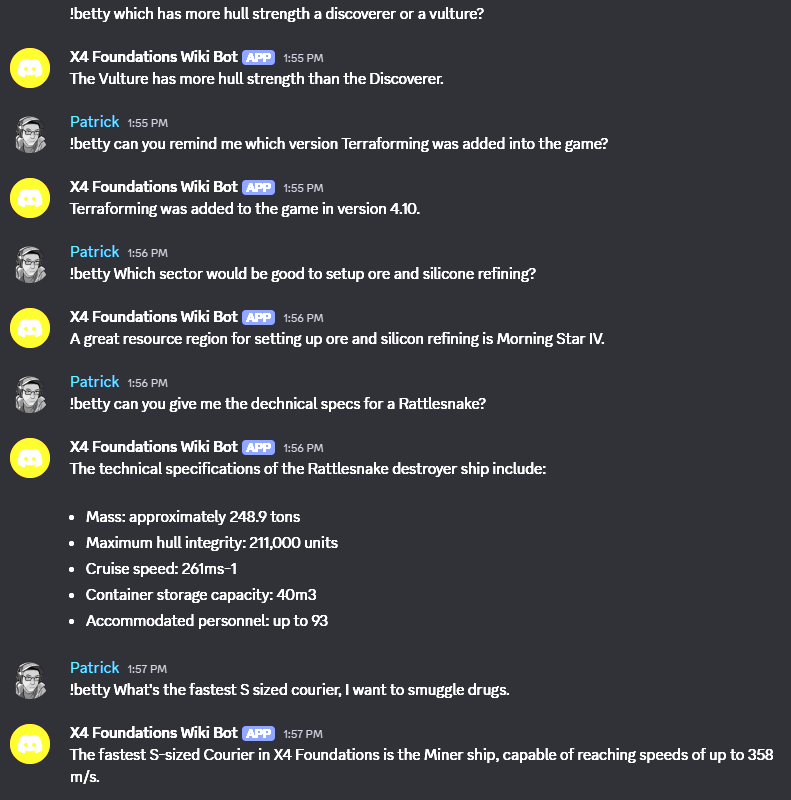 !betty which has more hull strength a discoverer or a vulture?
X4 Foundations Wiki Bot APP 1:55 PM
The Vulture has more hull strength than the Discoverer.
Patrick 1:55 PM
!betty can you remind me which version Terraforming was added into the game?
X4 Foundations Wiki Bot APP 1:55 PM
Terraforming was added to the game in version 4.10.
Patrick 1:56 PM
!betty Which sector would be good to setup ore and silicone refining?
X4 Foundations Wiki Bot APP 1:56 PM
A great resource region for setting up ore and silicon refining is Morning Star IV.
Patrick 1:56 PM
!betty can you give me the dechnical specs for a Rattlesnake?
X4 Foundations Wiki Bot APP 1:56 PM
The technical specifications of the Rattlesnake destroyer ship include:
• Mass: approximately 248.9 tons
• Maximum hull integrity: 211,000 units
• Cruise speed: 261ms-1
• Container storage capacity: 40m3
• Accommodated personnel: up to 93
Patrick 1:57 PM
!betty What's the fastest S sized courier, I want to smuggle drugs.
X4 Foundations Wiki Bot APP 1:57 PM
The fastest S-sized Courier in X4 Foundations is the Miner ship, capable of reaching speeds of up to 358
m/s.